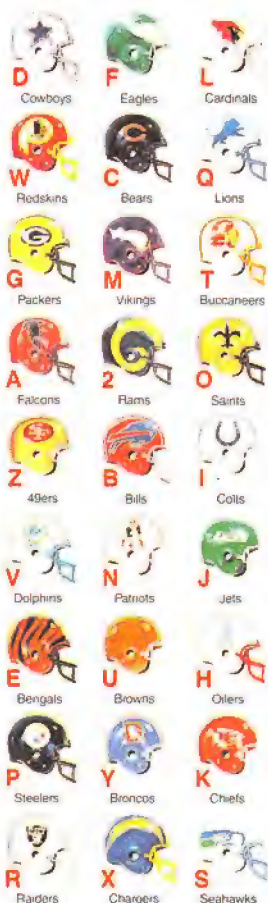 D F L
Cowboys Eagles Cardinals
W C Q
Redskins Bears Lions
G M T
Packers Vikings Buccaneers
A 2 O
Falcons Rams Saints
Z B I
49ers Bills Colts
V N J
Dolphins Patriots Jets
E U H
Bengals Browns Oilers
P Y K
Steelers Broncos Chiefs
R X S
Raiders Chargers Seahawks